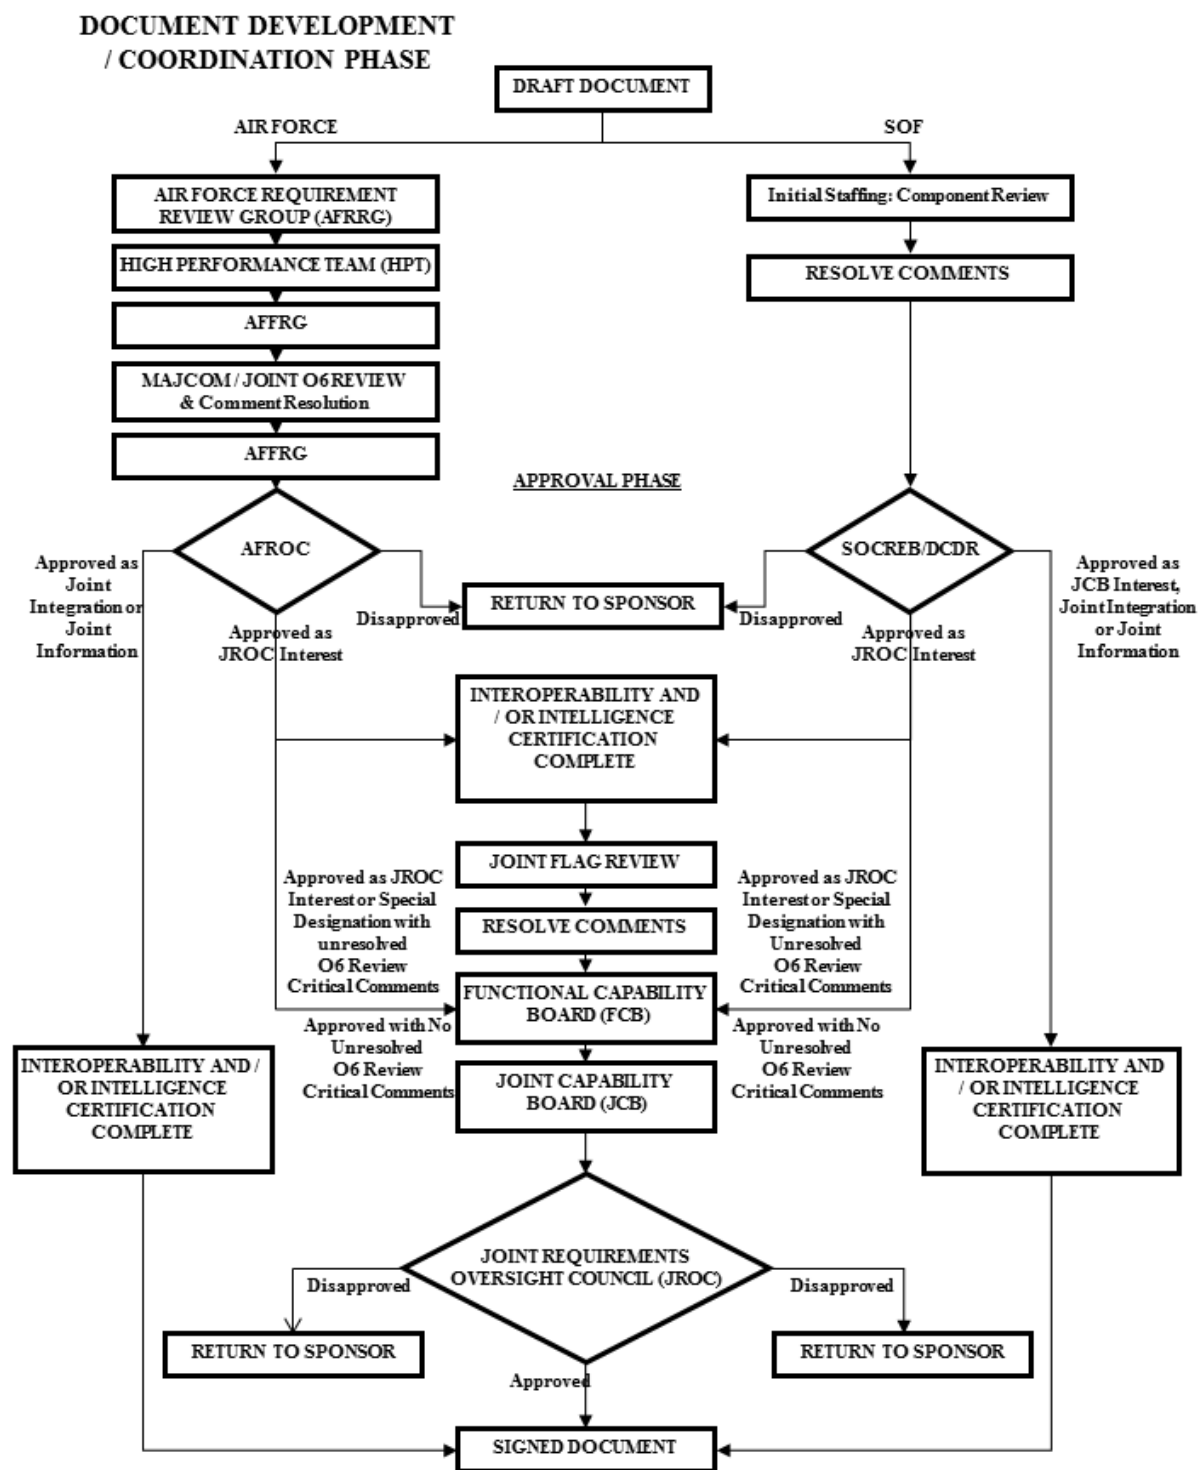 DOCUMENT DEVELOPMENT
/ COORDINATION PHASE
DRAFT DOCUMENT
AIR FORCE
SOF
AIR FORCE REQUIREMENT
REVIEW GROUP (AFRRG)
HIGH PERFORMANCE TEAM (HPT)
AFFRG
MAJCOM / JOINT O6 REVIEW
& Comment Resolution
AFFRG
Initial Staffing: Component Review
RESOLVE COMMENTS
APPROVAL PHASE
AFROC
SOCREB/DCDR
Approved as
Joint
Integration or
Joint
Information
Approved as
JROC Interest
Disapproved
RETURN TO SPONSOR
Disapproved
Approved as
JROC Interest
Approved as
JCB Interest,
Joint Integration
or Joint
Information
INTEROPERABILITY AND
/ OR INTELLIGENCE
CERTIFICATION
COMPLETE
JOINT FLAG REVIEW
RESOLVE COMMENTS
Approved as JROC
Interest or Special
Designation with
unresolved
O6 Review
Critical Comments
Approved as JROC
Interest or Special
Designation with
Unresolved
O6 Review
Critical Comments
FUNCTIONAL CAPABILITY
BOARD (FCB)
Approved with No
Unresolved
O6 Review
Critical Comments
Approved with No
Unresolved
O6 Review
Critical Comments
JOINT CAPABILITY
BOARD (JCB)
INTEROPERABILITY AND /
OR INTELLIGENCE
CERTIFICATION
COMPLETE
INTEROPERABILITY AND
/ OR INTELLIGENCE
CERTIFICATION
COMPLETE
JOINT REQUIREMENTS
OVERSIGHT COUNCIL (JROC)
Disapproved
Disapproved
RETURN TO SPONSOR
RETURN TO SPONSOR
Approved
SIGNED DOCUMENT